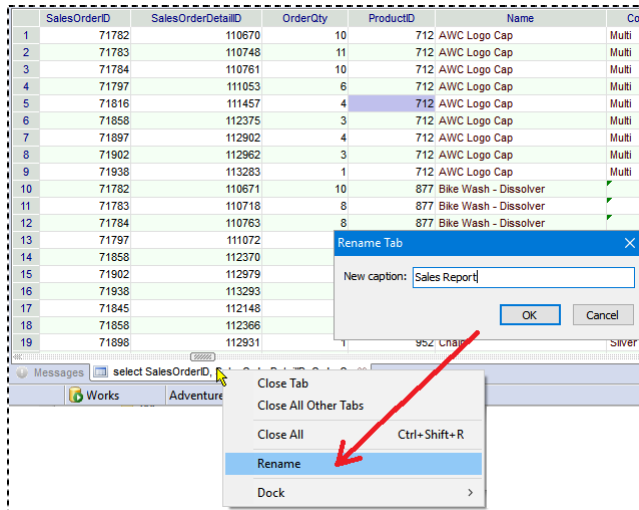 SalesOrderID SalesOrderDetailID OrderQty ProductID Name Co
1 71782 110670 10 712 AWC Logo Cap Multi
2 71783 110748 11 712 AWC Logo Cap Multi
3 71784 110761 10 712 AWC Logo Cap Multi
4 71797 111053 6 712 AWC Logo Cap Multi
5 71816 111457 4 712 AWC Logo Cap Multi
6 71858 112375 3 712 AWC Logo Cap Multi
7 71897 112902 4 712 AWC Logo Cap Multi
8 71902 112962 3 712 AWC Logo Cap Multi
9 71938 113283 1 712 AWC Logo Cap Multi
10 71782 110671 10 877 Bike Wash - Dissolver
11 71783 110718 8 877 Bike Wash - Dissolver
12 71784 110763 8 877 Bike Wash - Dissolver
13 71797 111072
14 71858 112370
15 71902 112979
16 71938 113293
17 71845 112148
18 71858 112366
19 71898 112931 1 952 Chain Silver
Rename Tab
New caption: Sales Report
OK Cancel
Messages select SalesOrderID,
Works Adventure
Close Tab
Close All Other Tabs
Close All Ctrl+Shift+R
Rename
Dock